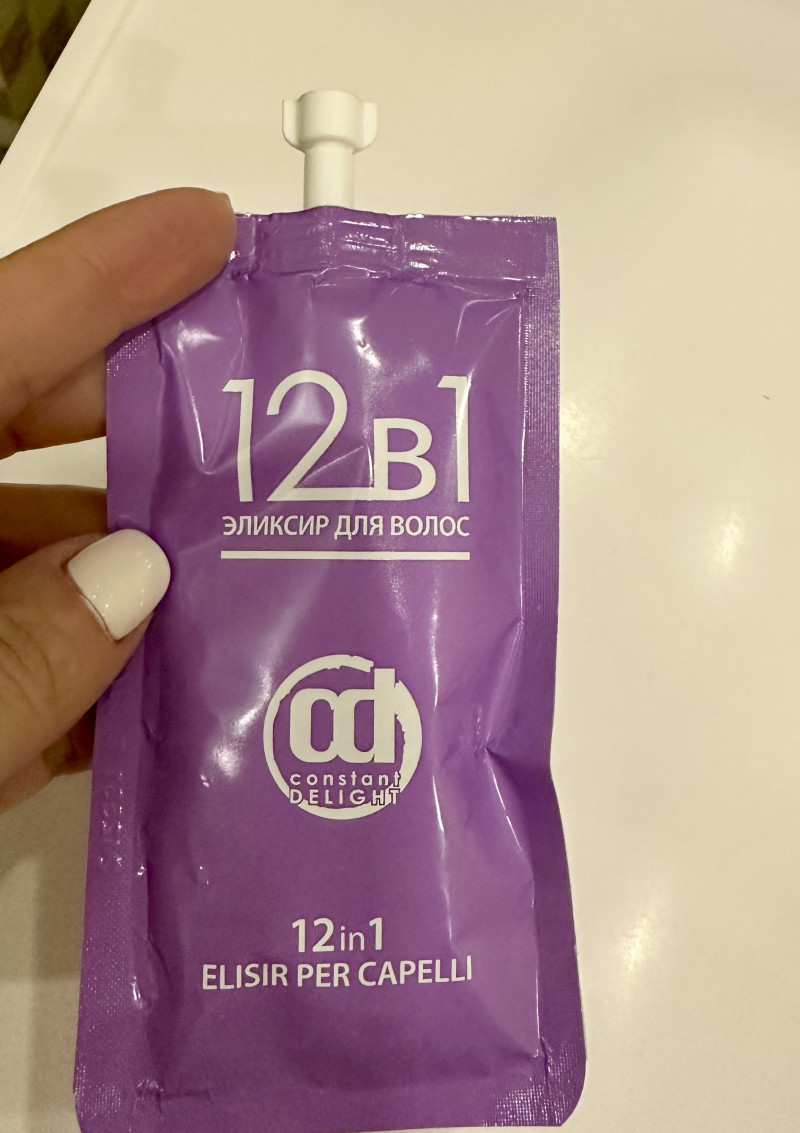 12в1
ЭЛИКСИР ДЛЯ ВОЛОС
cd
constant
DELIGHT
12in1
ELISIR PER CAPELLI